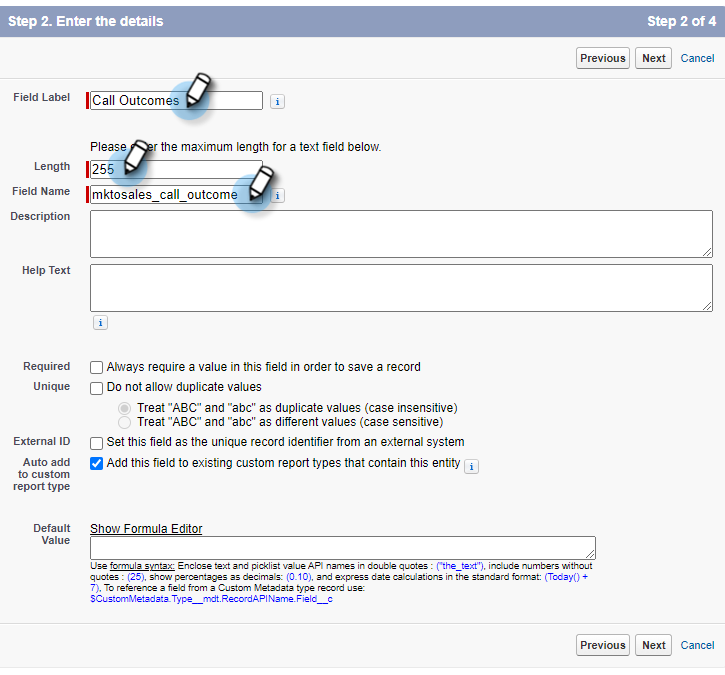 Step 2. Enter the details Step 2 of 4
Previous Next Cancel
Field Label Call Outcomes i
Please er the maximum length for a text field below.
Length 255
Field Name mktosales_call_outcome i
Description
Help Text
i
Required Always require a value in this field in order to save a record
Unique Do not allow duplicate values
Treat "ABC" and "abc" as duplicate values (case insensitive)
Treat "ABC" and "abc" as different values (case sensitive)
External ID Set this field as the unique record identifier from an external system
Auto add Add this field to existing custom report types that contain this entity i
to custom
report type
Default Show Formula Editor
Value
Use formula syntax: Enclose text and picklist value API names in double quotes : ("the_text"), include numbers without
quotes : (25), show percentages as decimals: (0.10), and express date calculations in the standard format: (Today() +
7), To reference a field from a Custom Metadata type record use:
$CustomMetadata.Type__mdt.RecordAPIName.Field__c
Previous Next Cancel